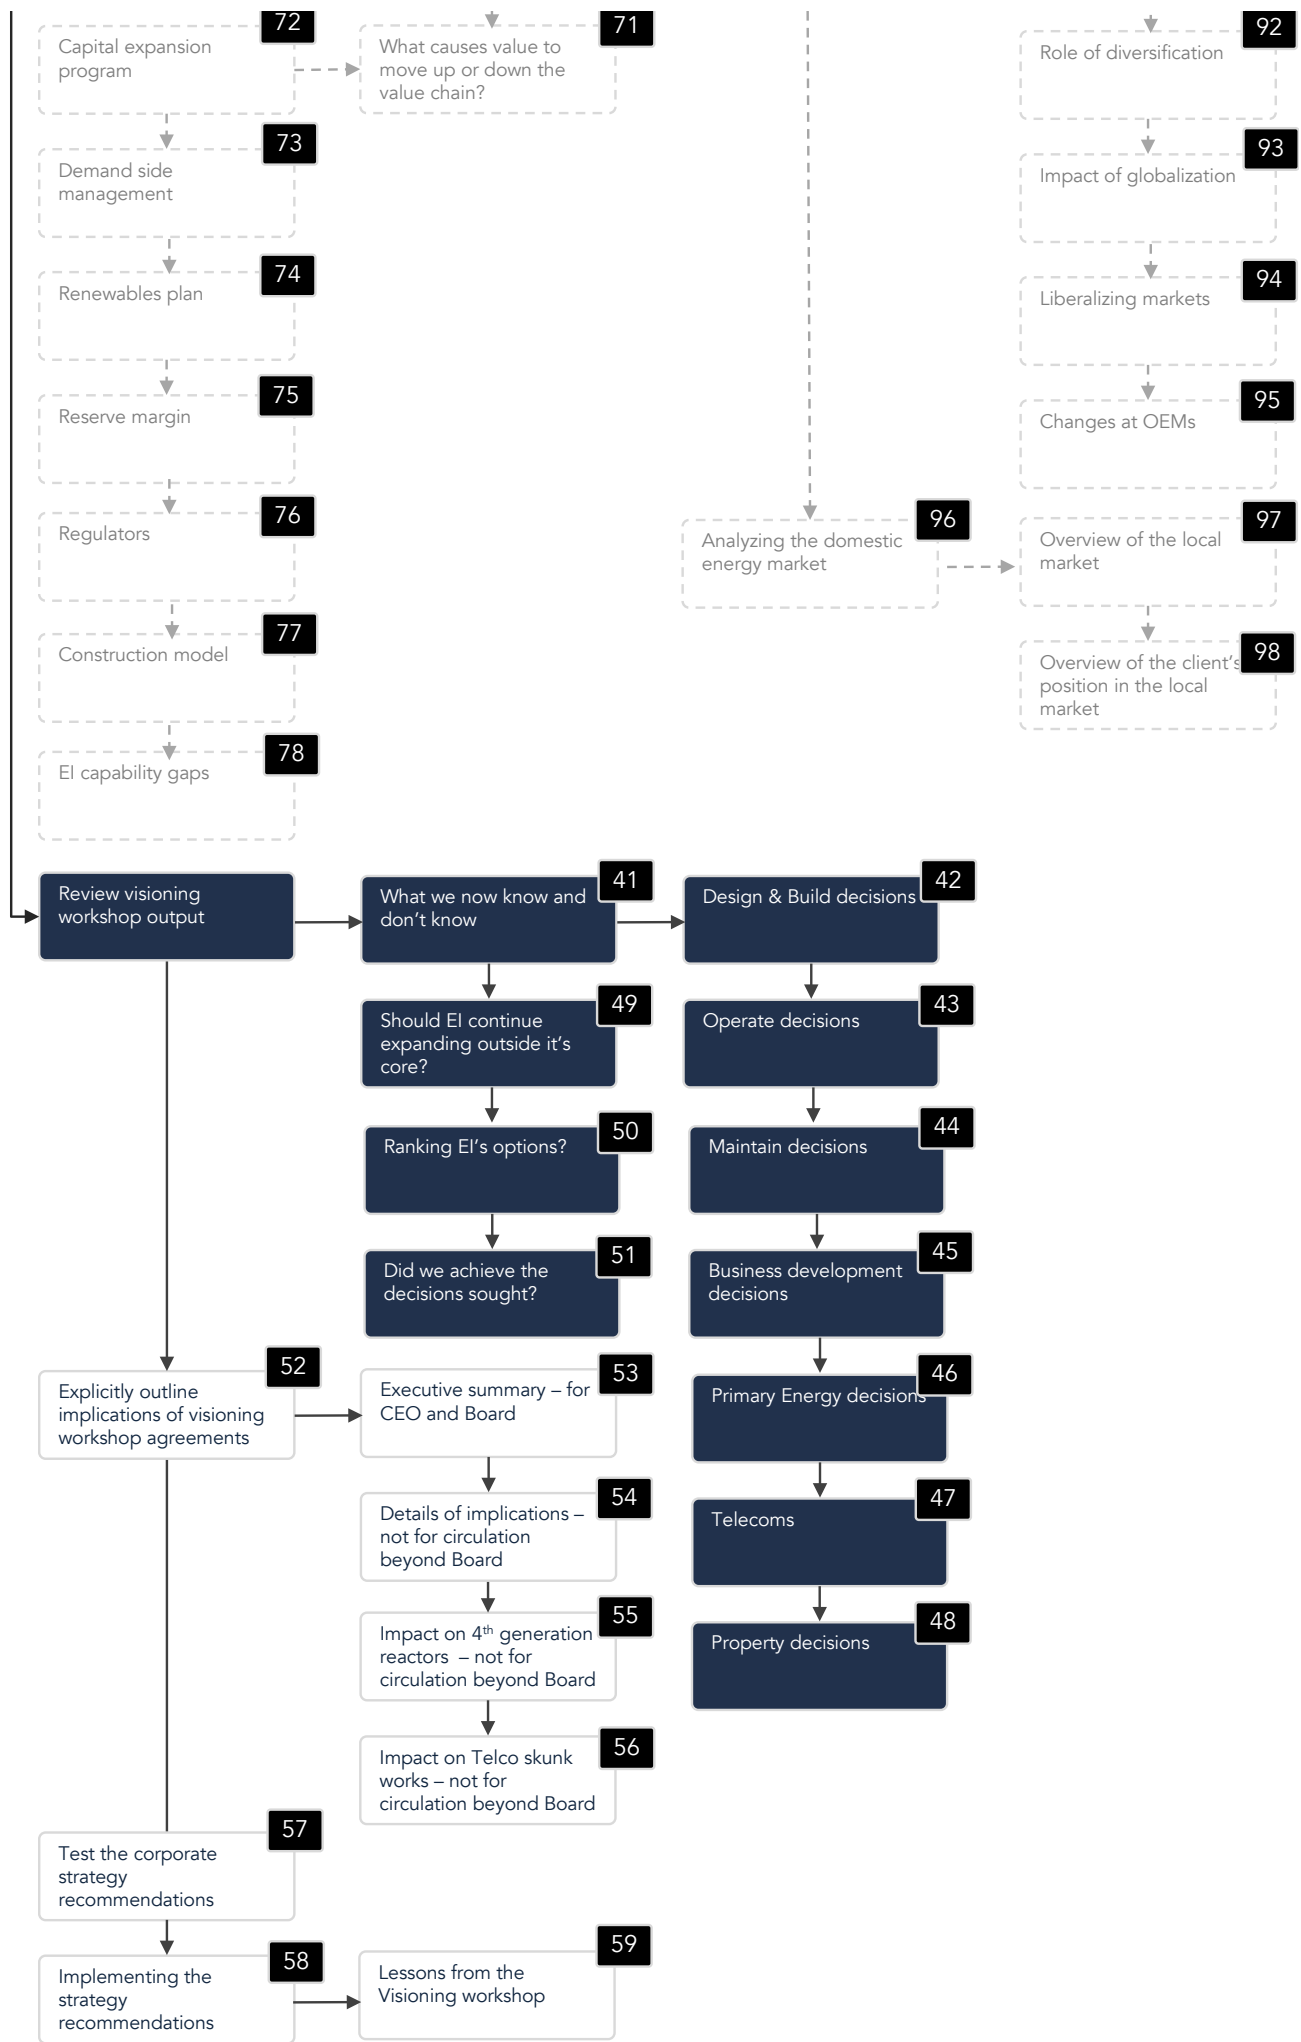 72
Capital expansion
program
71
What causes value to
move up or down the
value chain?
92
Role of diversification
73
Demand side
management
93
Impact of globalization
74
Renewables plan
94
Liberalizing markets
75
Reserve margin
95
Changes at OEMs
76
Regulators
96
Analyzing the domestic
energy market
97
Overview of the local
market
77
Construction model
98
Overview of the client's
position in the local
market
78
EI capability gaps
Review visioning
workshop output
41
What we now know and
don't know
42
Design & Build decisions
49
Should EI continue
expanding outside it's
core?
43
Operate decisions
50
Ranking EI's options?
44
Maintain decisions
51
Did we achieve the
decisions sought?
45
Business development
decisions
52
Explicitly outline
implications of visioning
workshop agreements
53
Executive summary – for
CEO and Board
46
Primary Energy decisions
54
Details of implications –
not for circulation
beyond Board
47
Telecoms
55
Impact on 4th generation
reactors – not for
circulation beyond Board
48
Property decisions
56
Impact on Telco skunk
works – not for
circulation beyond Board
57
Test the corporate
strategy
recommendations
58
Implementing the
strategy
recommendations
59
Lessons from the
Visioning workshop